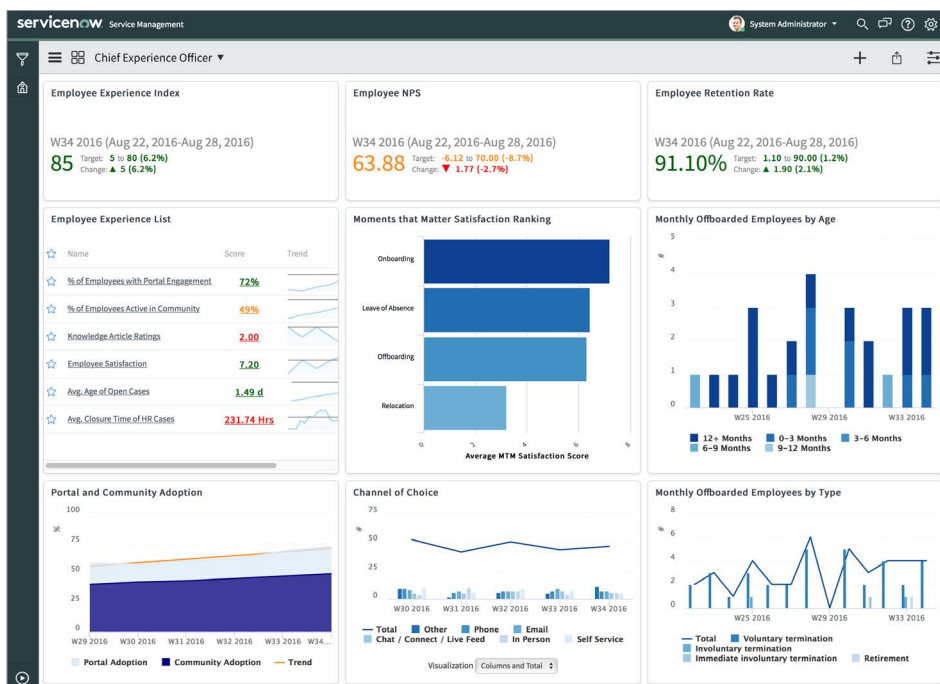 servicenow Service Management
System Administrator
Chief Experience Officer ▼
Employee Experience Index
W34 2016 (Aug 22, 2016-Aug 28, 2016)
85
Target: 5 to 80 (6.2%)
Change: ▲ 5 (6.2%)
Employee NPS
W34 2016 (Aug 22, 2016-Aug 28, 2016)
63.88
Target: -6.12 to 70.00 (-8.7%)
Change: ▼ 1.77 (-2.7%)
Employee Retention Rate
W34 2016 (Aug 22, 2016-Aug 28, 2016)
91.10%
Target: 1.10 to 90.00 (1.2%)
Change: ▲ 1.90 (2.1%)
Employee Experience List
Name Score Trend
% of Employees with Portal Engagement 72%
% of Employees Active in Community 49%
Knowledge Article Ratings 2.00
Employee Satisfaction 7.20
Avg. Age of Open Cases 1.49 d
Avg. Closure Time of HR Cases 231.74 Hrs
Moments that Matter Satisfaction Ranking
Onboarding
Leave of Absence
Offboarding
Relocation
0 2 4 6 8
Average MTM Satisfaction Score
Monthly Offboarded Employees by Age
#
5
4
3
2
1
0
W25 2016 W29 2016 W33 2016
12+ Months 0-3 Months 3-6 Months
6-9 Months 9-12 Months
Portal and Community Adoption
%
100
75
50
25
0
W29 2016 W30 2016 W31 2016 W32 2016 W33 2016 W34...
Portal Adoption Community Adoption Trend
Channel of Choice
#
75
50
25
0
W30 2016 W31 2016 W32 2016 W33 2016 W34 2016
Total Other Phone Email
Chat / Connect / Live Feed In Person Self Service
Visualization Columns and Total
Monthly Offboarded Employees by Type
#
8
6
4
2
0
W25 2016 W29 2016 W33 2016
Total Voluntary termination
Involuntary termination
Immediate involuntary termination Retirement